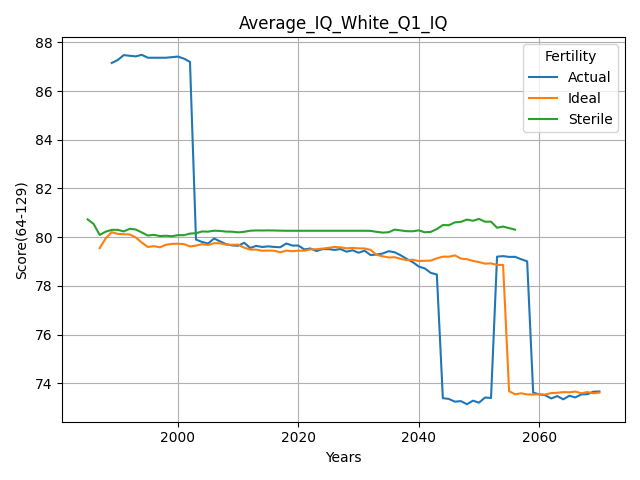 Average_IQ_White_Q1_IQ
Score(64-129)
88
86
84
82
80
78
76
74
Fertility
Actual
Ideal
Sterile
2000 2020 2040 2060
Years